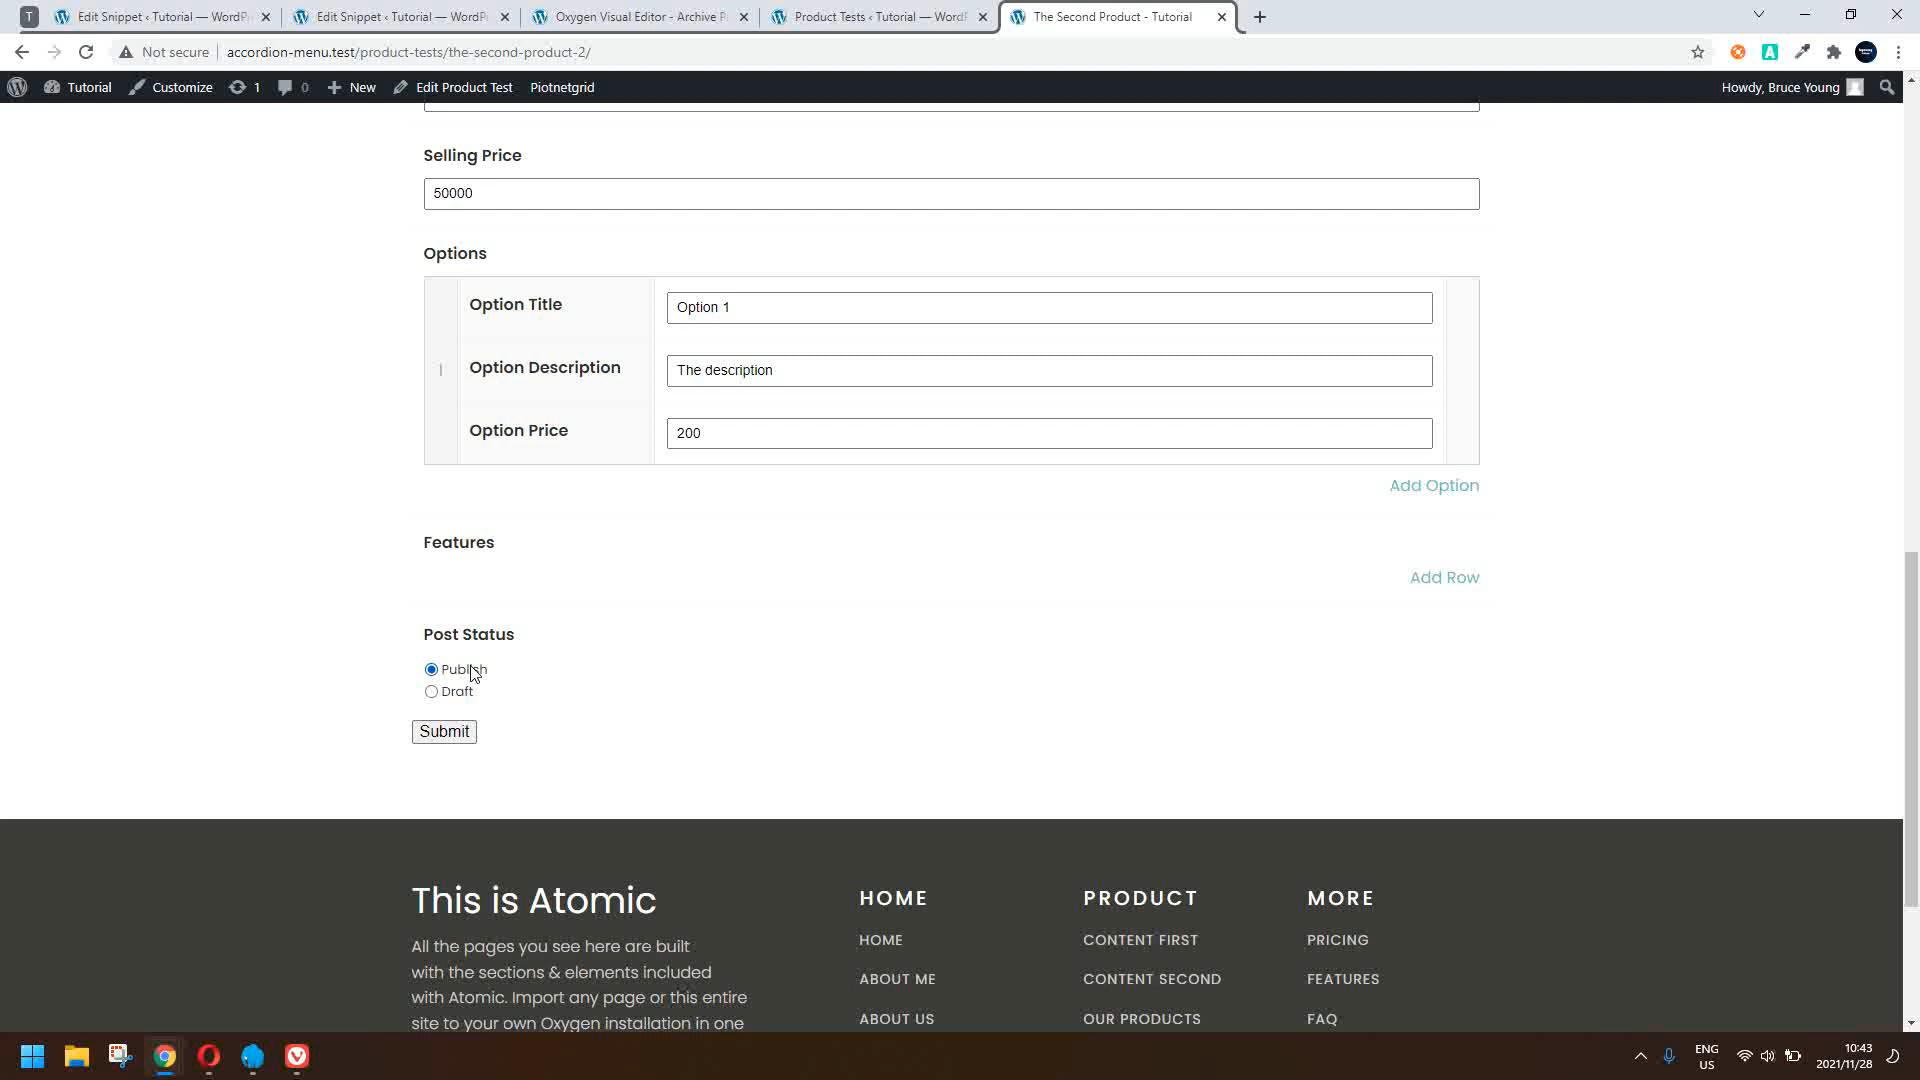 T
Edit Snippet ‹ Tutorial — WordP
Edit Snippet ‹ Tutorial — WordP
Oxygen Visual Editor - Archive P
Product Tests ‹ Tutorial — WordP
The Second Product - Tutorial
Not secure
accordion-menu.test/product-tests/the-second-product-2/
A
Tutorial
Customize
1
0
New
Edit Product Test
Piotnetgrid
Howdy, Bruce Young
Selling Price
50000
Options
Option Title
Option 1
Option Description
The description
Option Price
200
Add Option
Features
Add Row
Post Status
Publish
Draft
Submit
This is Atomic
All the pages you see here are built
with the sections & elements included
with Atomic. Import any page or this entire
site to your own Oxygen installation in one
HOME
HOME
ABOUT ME
ABOUT US
PRODUCT
CONTENT FIRST
CONTENT SECOND
OUR PRODUCTS
MORE
PRICING
FEATURES
FAQ
ENG
US
10:43
2021/11/28